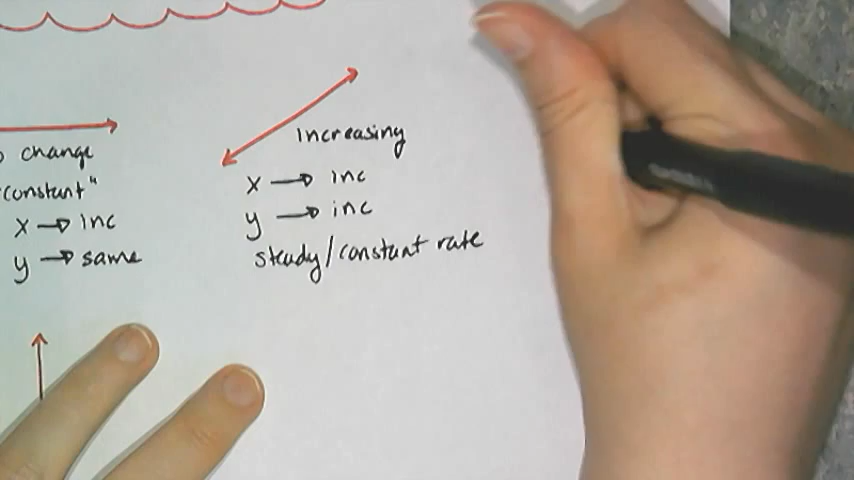 change
"constant"
x → inc
y → same
increasing
x → inc
y → inc
steady/constant rate